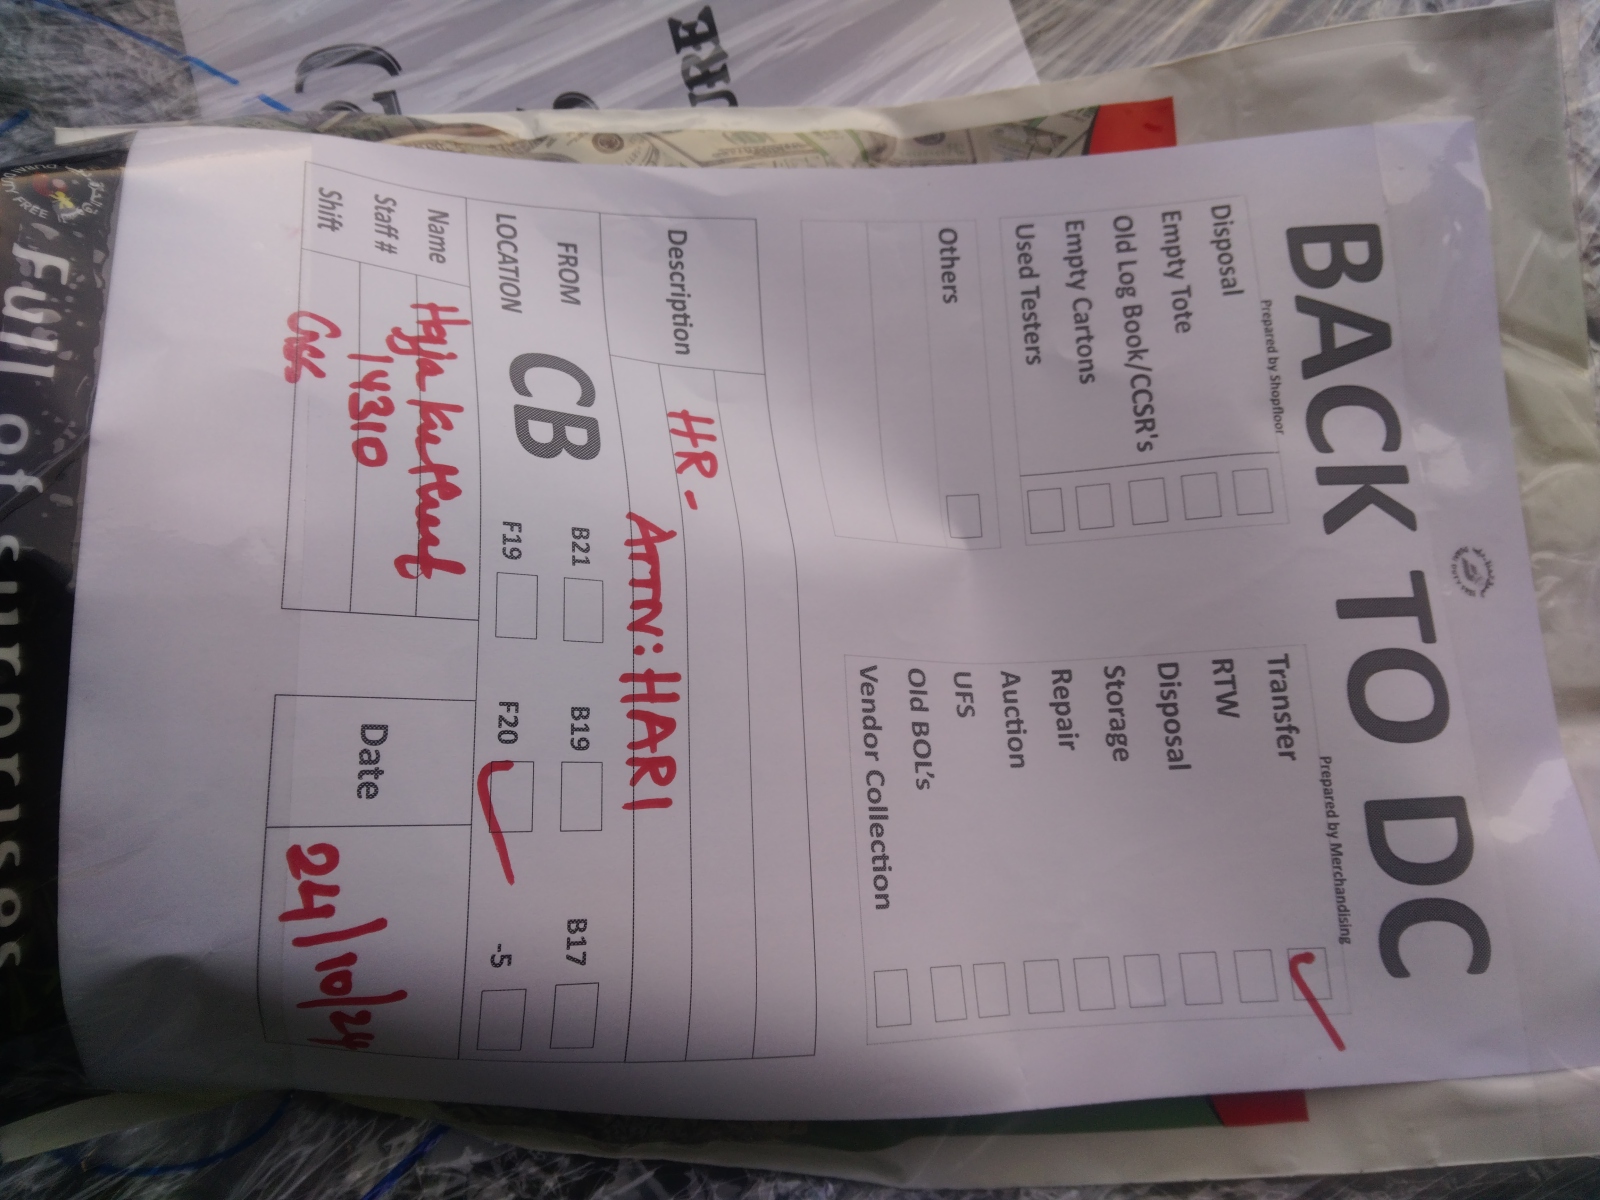 BACK TO DC
Prepared by Shopfloor
Disposal
Empty Tote
Old Log Book/CCSR's
Empty Cartons
Used Testers
Others
Prepared by Merchandising
Transfer
RTW
Disposal
Storage
Repair
Auction
UFS
Old BOL's
Vendor Collection
Description
HR -
ATTN: HARI
FROM
LOCATION
CB
B21
B19
B17
F19
F20
-5
Name
Staff #
14310
Shift
Date
24/10/24
Full of surprises
DUTY FREE